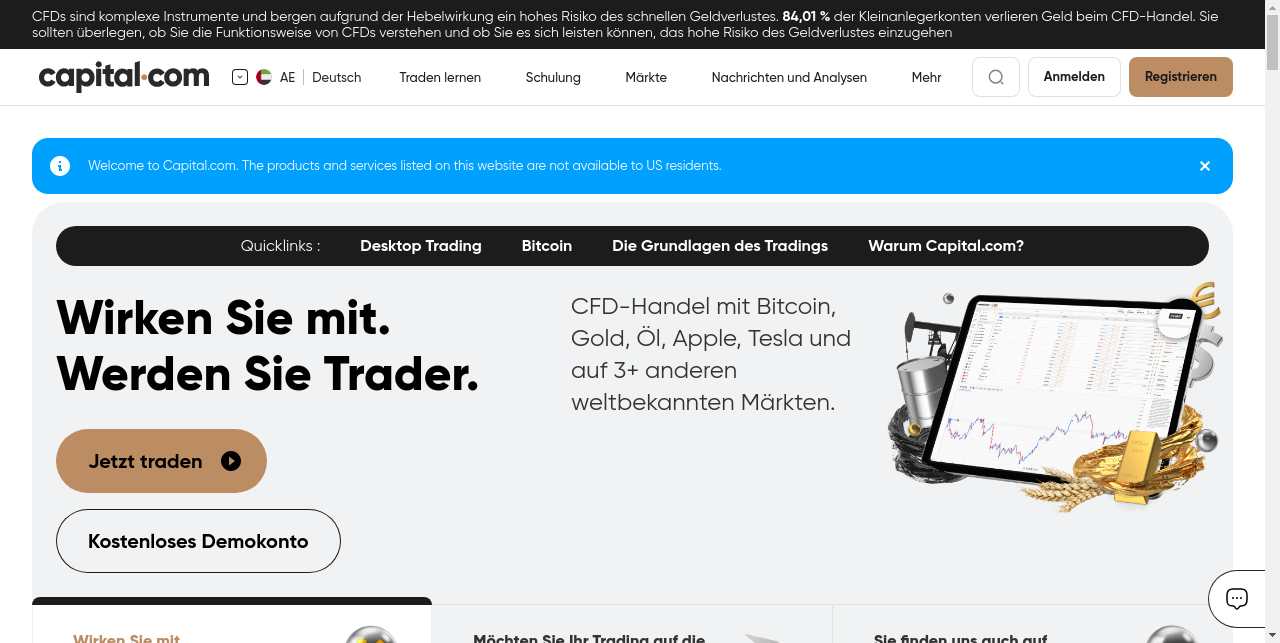 CFDs sind komplexe Instrumente und bergen aufgrund der Hebelwirkung ein hohes Risiko des schnellen Geldverlustes. 84,01 % der Kleinanlegerkonten verlieren Geld beim CFD-Handel. Sie
sollten überlegen, ob Sie die Funktionsweise von CFDs verstehen und ob Sie es sich leisten können, das hohe Risiko des Geldverlustes einzugehen
capital.com
AE Deutsch
Traden lernen
Schulung
Märkte
Nachrichten und Analysen
Mehr
Anmelden
Registrieren
Welcome to Capital.com. The products and services listed on this website are not available to US residents.
Quicklinks : Desktop Trading Bitcoin Die Grundlagen des Tradings Warum Capital.com?
Wirken Sie mit.
Werden Sie Trader.
CFD-Handel mit Bitcoin,
Gold, Öl, Apple, Tesla und
auf 3+ anderen
weltbekannten Märkten.
Jetzt traden
Kostenloses Demokonto
Wirken Sie mit
Möchten Sie Ihr Trading auf die
Sie finden uns auch auf